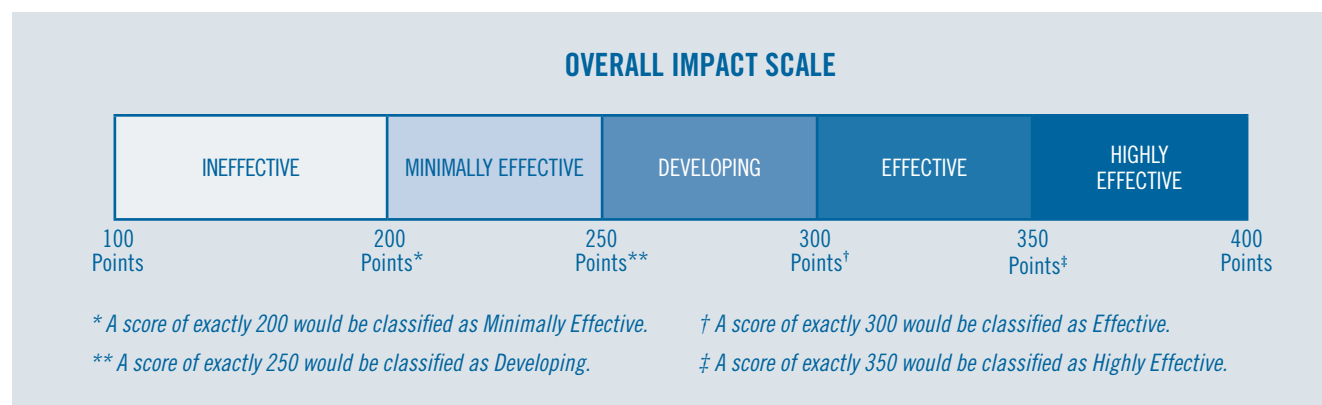 OVERALL IMPACT SCALE
INEFFECTIVE
MINIMALLY EFFECTIVE
DEVELOPING
EFFECTIVE
HIGHLY
EFFECTIVE
100
Points
200
Points*
250
Points**
300
Points†
350
Points‡
400
Points
* A score of exactly 200 would be classified as Minimally Effective.
** A score of exactly 250 would be classified as Developing.
† A score of exactly 300 would be classified as Effective.
‡ A score of exactly 350 would be classified as Highly Effective.